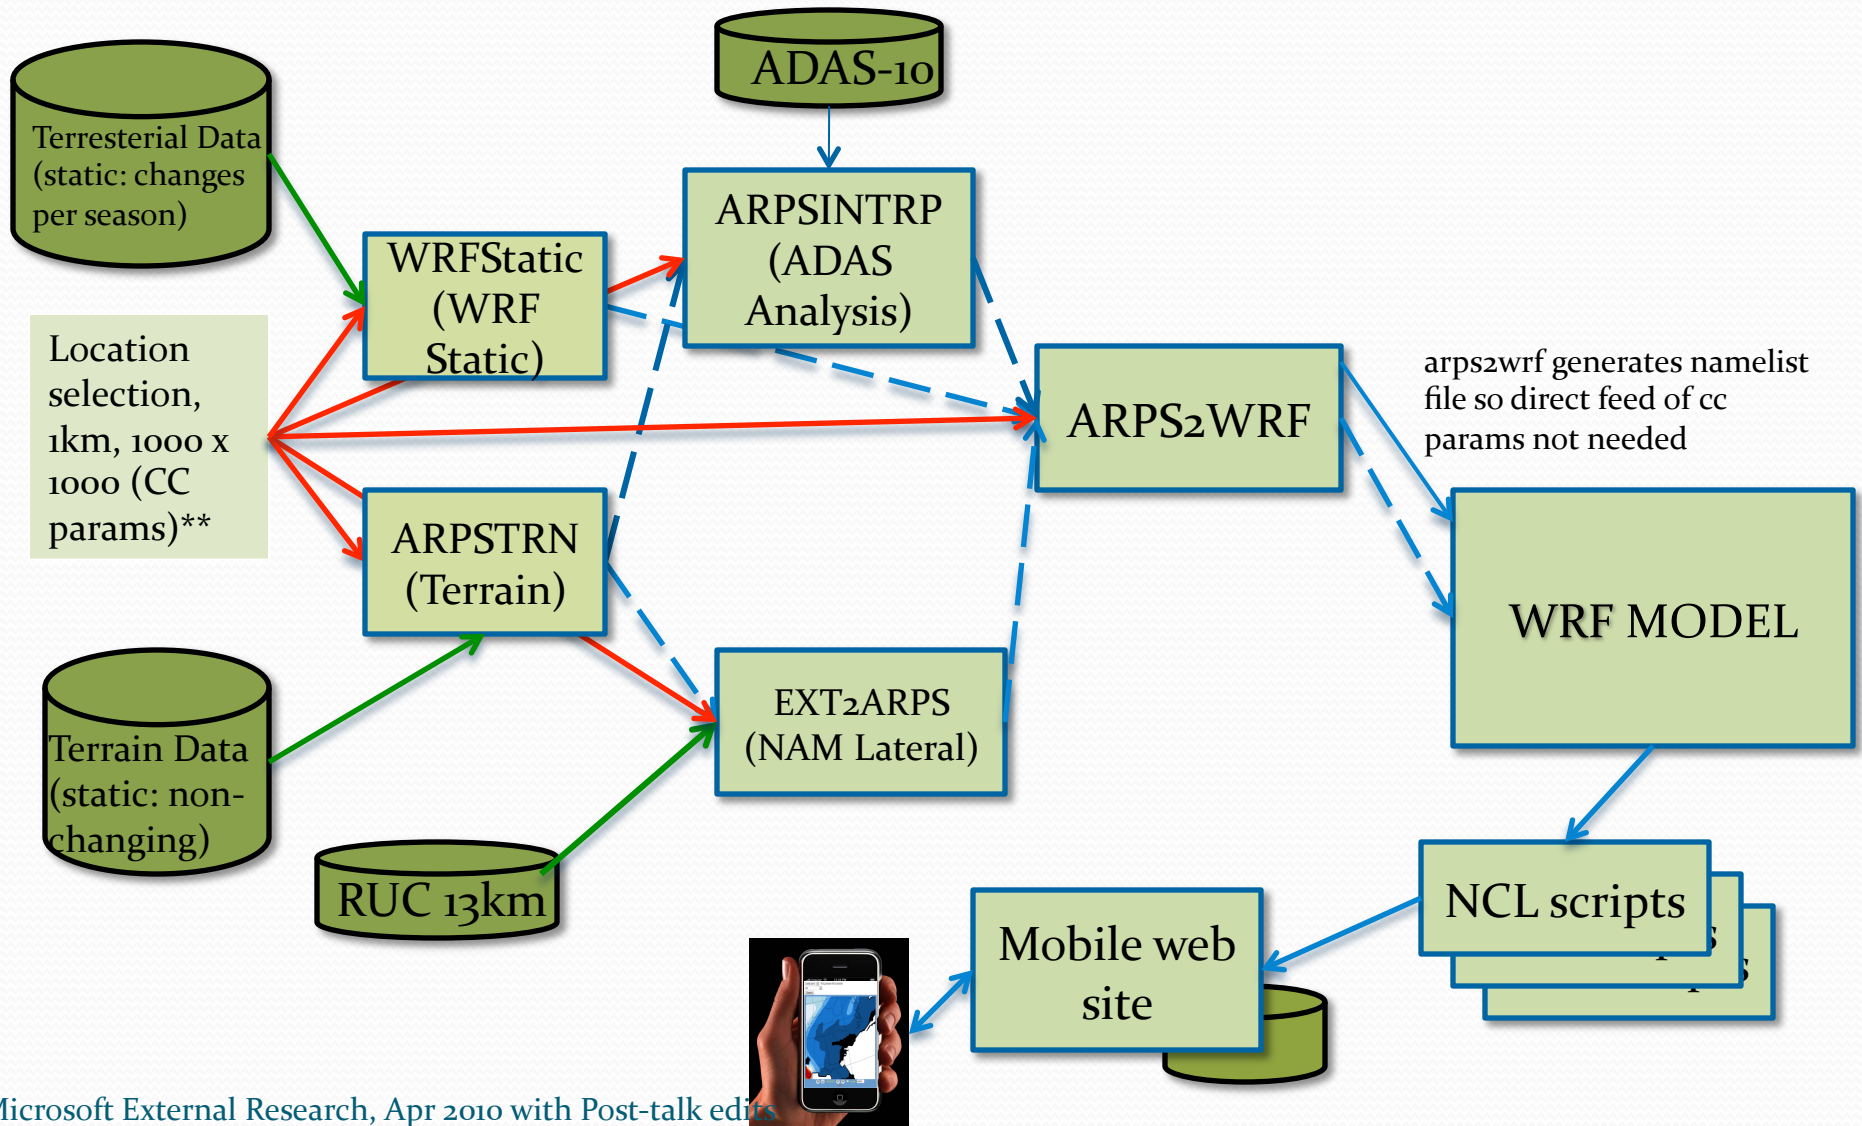 ADAS-10
Terresterial Data
(static: changes
per season)
ARPSINTRP
(ADAS
Analysis)
WRFStatic
(WRF
Static)
Location
selection,
1km, 1000 x
1000 (CC
params)**
arps2wrf generates namelist
file so direct feed of cc
params not needed
ARPS2WRF
ARPSTRN
(Terrain)
WRF MODEL
EXT2ARPS
(NAM Lateral)
Terrain Data
(static: non-
changing)
RUC 13km
NCL scripts
Mobile web
site
Microsoft External Research, Apr 2010 with Post-talk edits